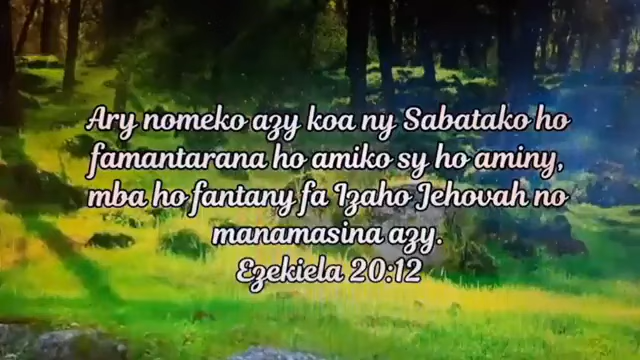 Ary nomeko azy koa ny Sabatako ho
famantarana ho amiko sy ho aminy,
mba ho fantany fa Izaho Jehovah no
manamasina azy.
Ezekiela 20:12